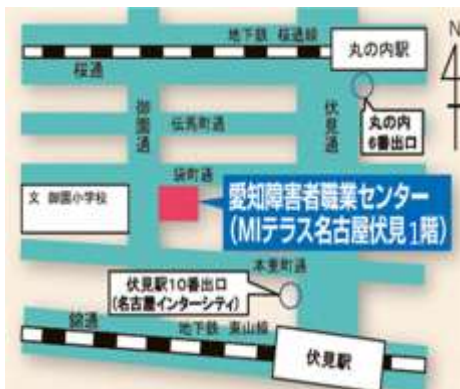 地下鉄 桜通線
丸の内駅
N
桜通
御園通
伏見通
伝馬町通
丸の内
6番出口
袋町通
文 御園小学校
愛知障害者職業センター
(MIテラス名古屋伏見1階)
本重町通
伏見駅10番出口
(名古屋インターシティ)
錦通
地下鉄 東山線
伏見駅